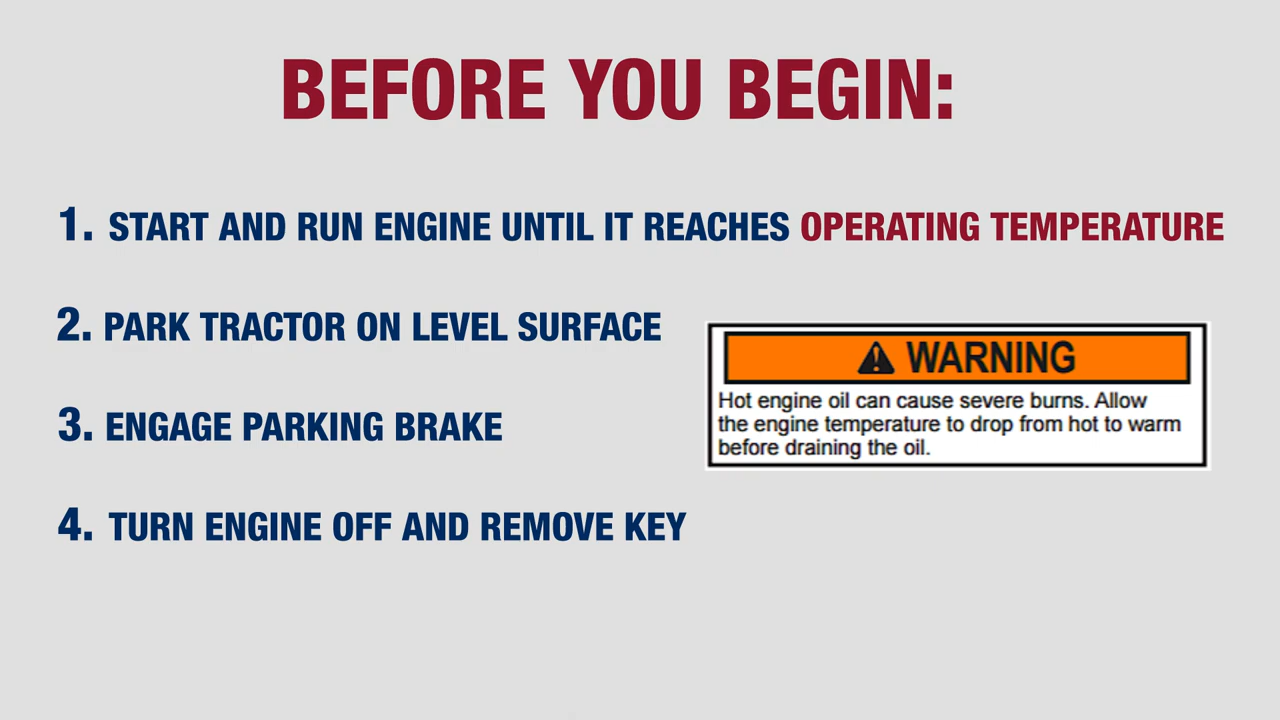 BEFORE YOU BEGIN:
1. START AND RUN ENGINE UNTIL IT REACHES OPERATING TEMPERATURE
2. PARK TRACTOR ON LEVEL SURFACE
3. ENGAGE PARKING BRAKE
4. TURN ENGINE OFF AND REMOVE KEY
WARNING
Hot engine oil can cause severe burns. Allow
the engine temperature to drop from hot to warm
before draining the oil.